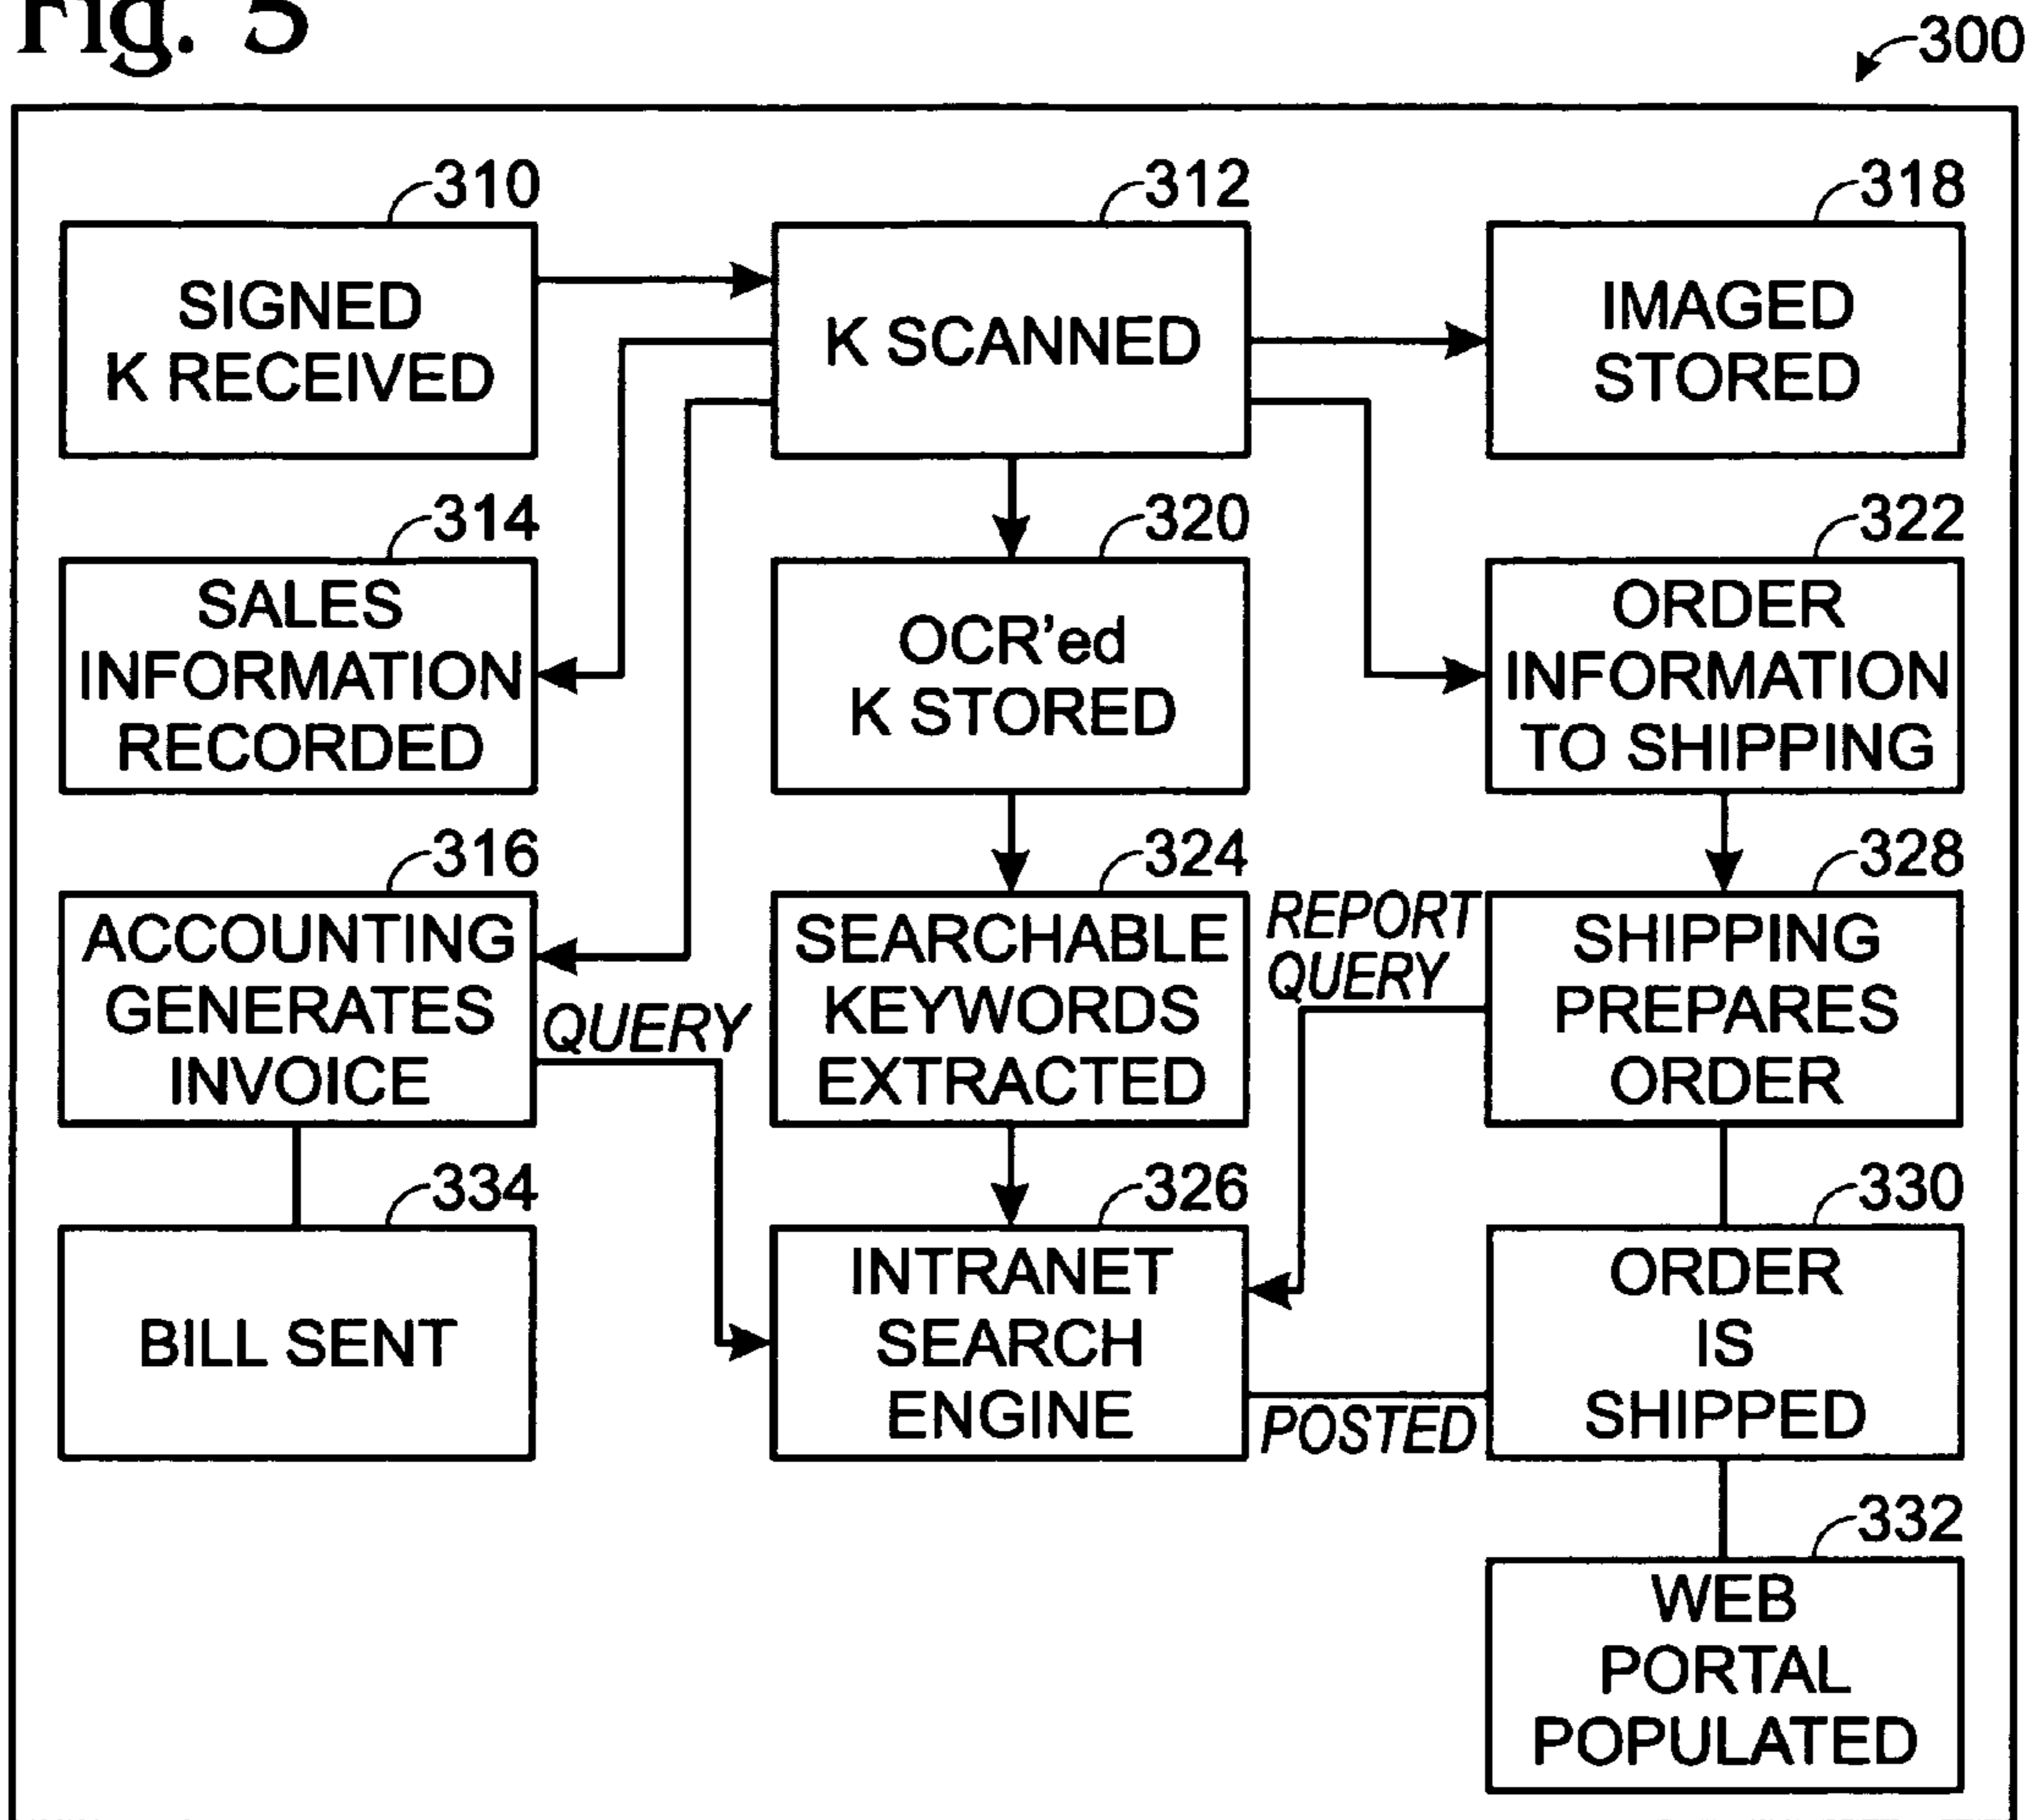 Fig. 5
300
310
SIGNED
K RECEIVED
312
K SCANNED
318
IMAGED
STORED
314
SALES
INFORMATION
RECORDED
320
OCR'ed
K STORED
322
ORDER
INFORMATION
TO SHIPPING
316
ACCOUNTING
GENERATES
INVOICE
QUERY
324
SEARCHABLE
KEYWORDS
EXTRACTED
REPORT
QUERY
328
SHIPPING
PREPARES
ORDER
334
BILL SENT
326
INTRANET
SEARCH
ENGINE
POSTED
330
ORDER
IS
SHIPPED
332
WEB
PORTAL
POPULATED